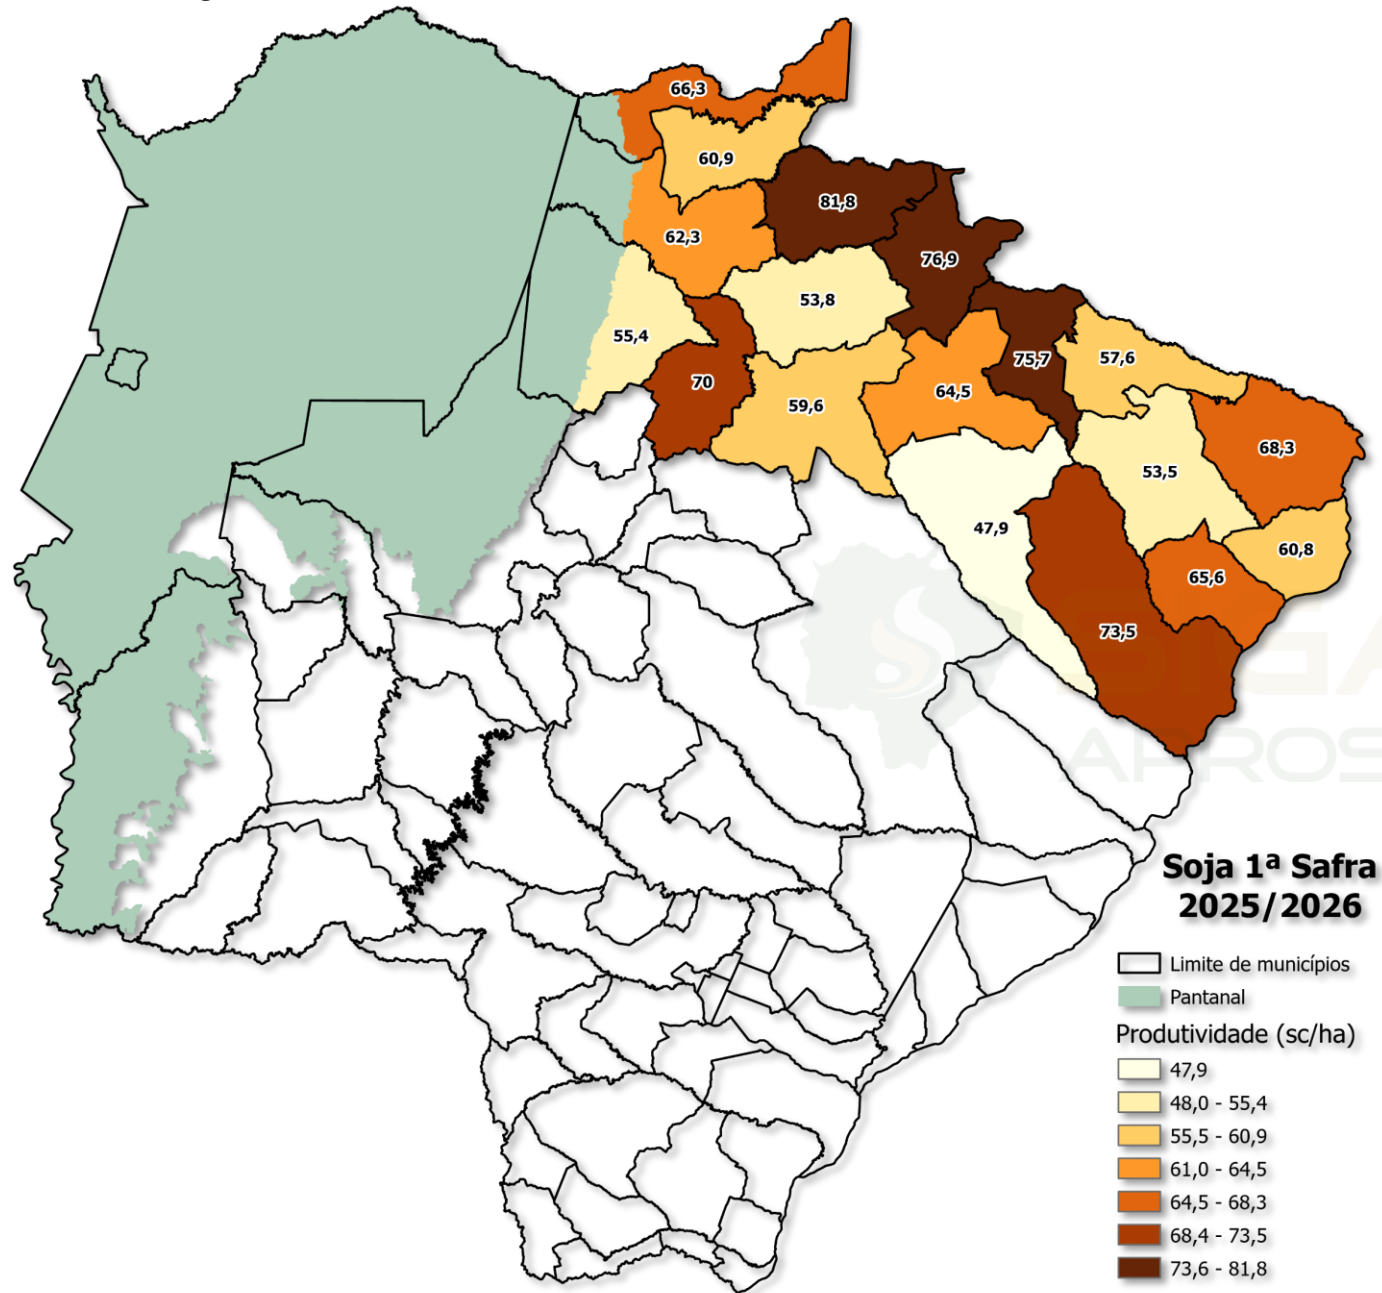 66,3
60,9
81,8
62,3
76,9
53,8
55,4
75,7
57,6
70
64,5
59,6
68,3
53,5
47,9
60,8
65,6
73,5
SIGA
APROS
Soja 1ª Safra
2025/2026
Limite de municípios
Pantanal
Produtividade (sc/ha)
47,9
48,0 - 55,4
55,5 - 60,9
61,0 - 64,5
64,5 - 68,3
68,4 - 73,5
73,6 - 81,8